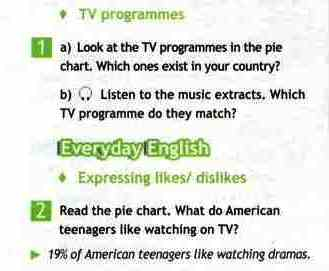 ♦ TV programmes
1 a) Look at the TV programmes in the pie
chart. Which ones exist in your country?
b) 🎧 Listen to the music extracts. Which
TV programme do they match?
Everyday English
♦ Expressing likes/ dislikes
2 Read the pie chart. What do American
teenagers like watching on TV?
▶ 19% of American teenagers like watching dramas.